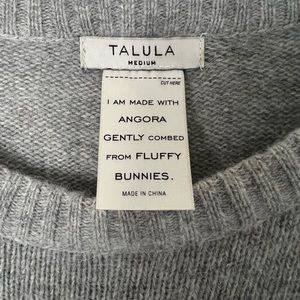 TALULA
MEDIUM
CUT HERE
I AM MADE WITH
ANGORA
GENTLY COMBED
FROM FLUFFY
BUNNIES.
MADE IN CHINA